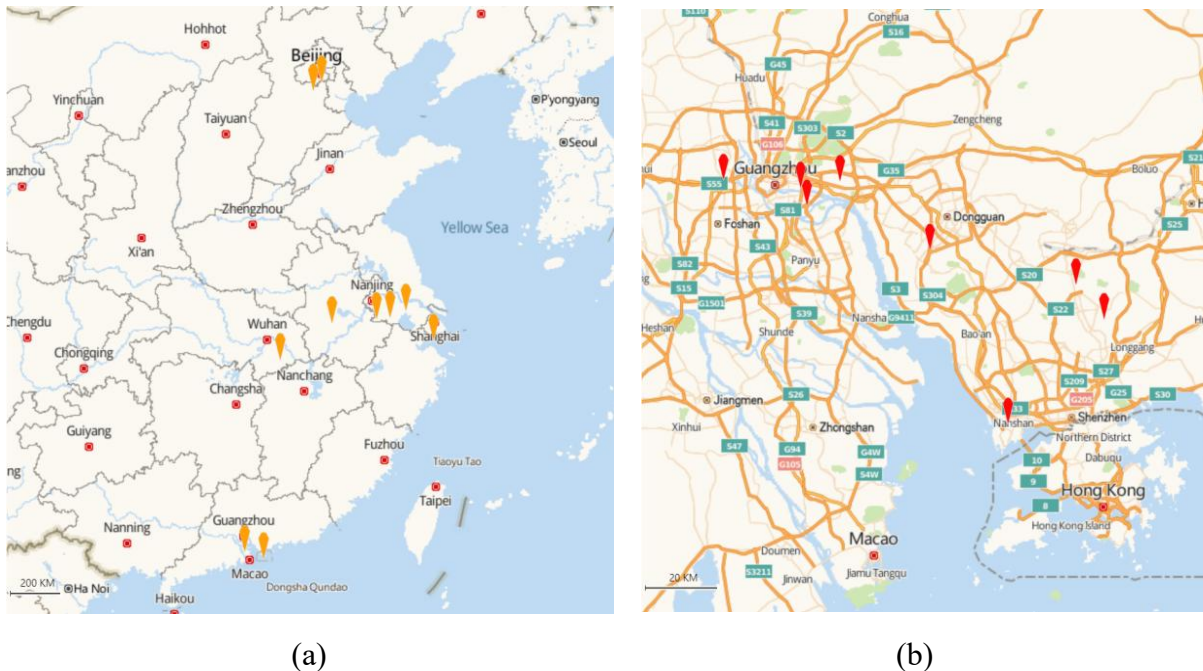 Hohhot
Beijing
Yinchuan
P'yongyang
Taiyuan
Seoul
Jinan
anzhou
Zhengzhou
Yellow Sea
Xi'an
Nanjing
Chengdu
Wuhan
Shanghai
Chongqing
Nanchang
Changsha
Guiyang
Fuzhou
Tiaoyu Tao
Taipei
Guangzhou
Nanning
Macao
200 KM
Ha Noi
Dongsha Qundao
Haikou
(a)
S110
Conghua
S16
G45
Huadu
S41
S303
S2
Zengcheng
G106
S21
Guangzhou
G35
Boluo
S55
S81
Dongguan
Foshan
S25
S43
S82
Panyu
S20
S15
S3
S304
G1501
S22
S39
Nansha
G9411
Heshan
Shunde
Bao'an
Longgang
S27
S209
S26
G25
S30
G205
Jiangmen
33
Shenzhen
Xinhui
Zhongshan
Nanshan
Northern District
S47
G94
G4W
Dabuqu
G105
S4W
10
9
Hong Kong
8
Hong Kong Island
Macao
Doumen
S3211
Jinwan
Jiamu Tangqu
20 KM
(b)